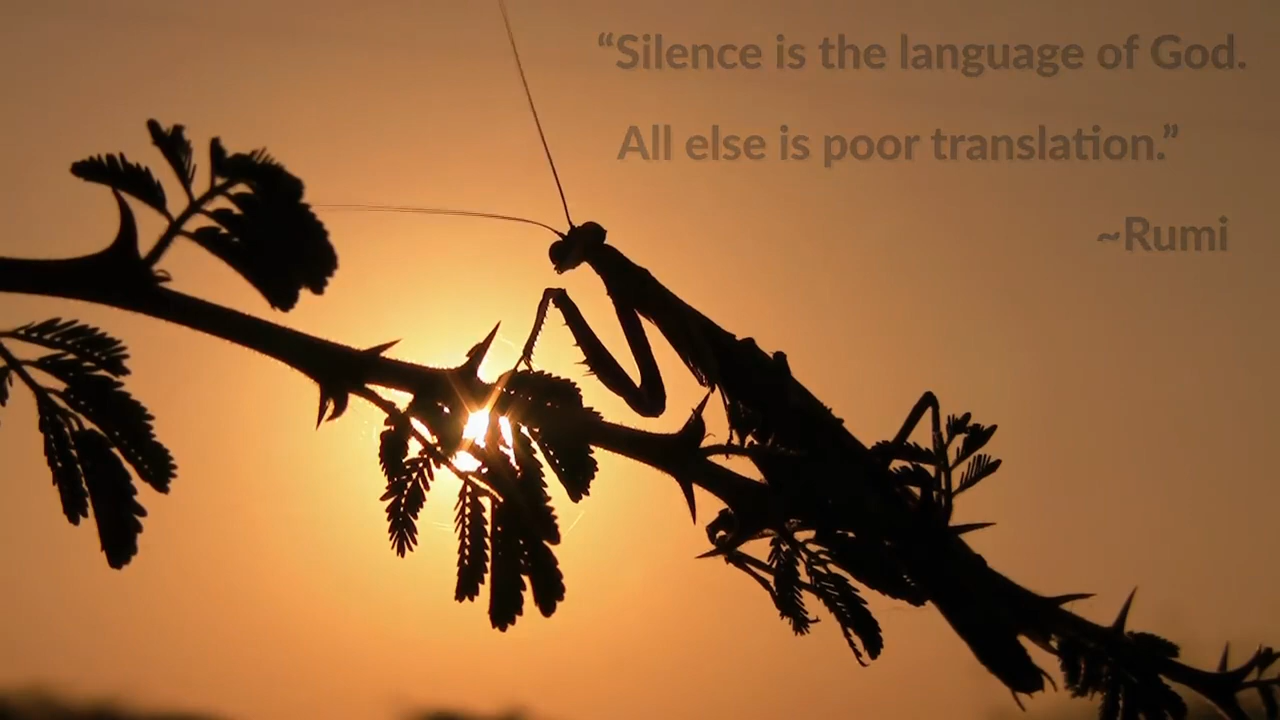 “Silence is the language of God.
All else is poor translation.”
~Rumi